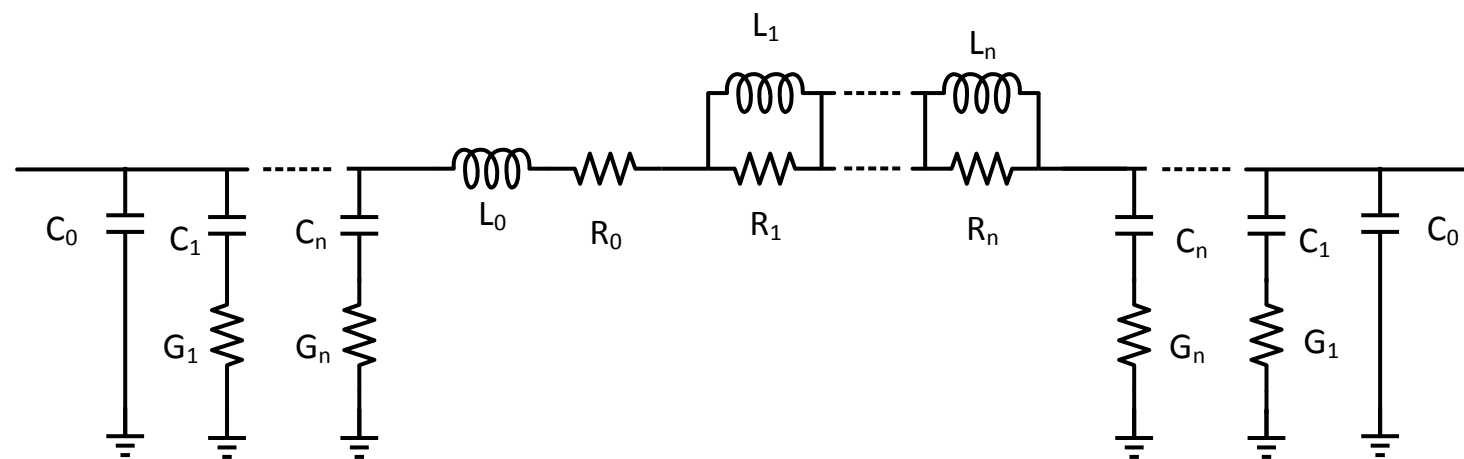 L₁
Lₙ
C₀
C₁
Cₙ
L₀
R₀
R₁
Rₙ
Cₙ
C₁
C₀
G₁
Gₙ
Gₙ
G₁